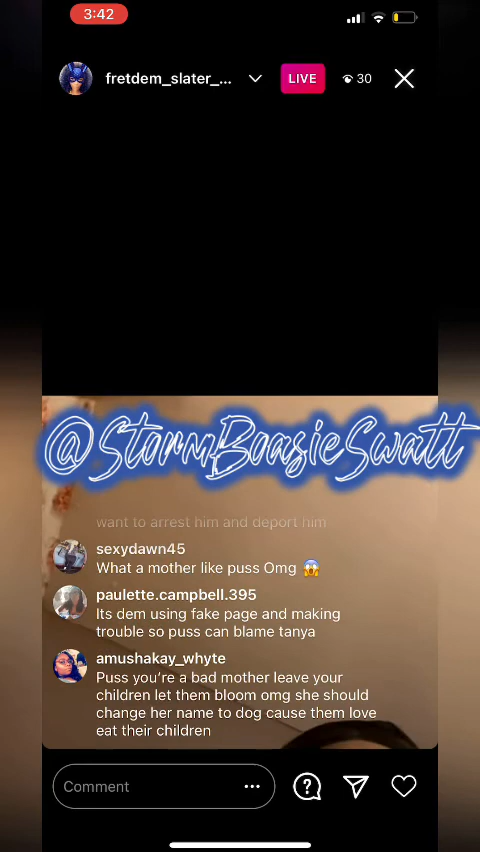 3:42
fretdem_slater_...
LIVE
30
@StormBoasieSwatt
want to arrest him and deport him
sexydawn45
What a mother like puss Omg 😱
paulette.campbell.395
Its dem using fake page and making
trouble so puss can blame tanya
amushakay_whyte
Puss you're a bad mother leave your
children let them bloom omg she should
change her name to dog cause them love
eat their children
Comment